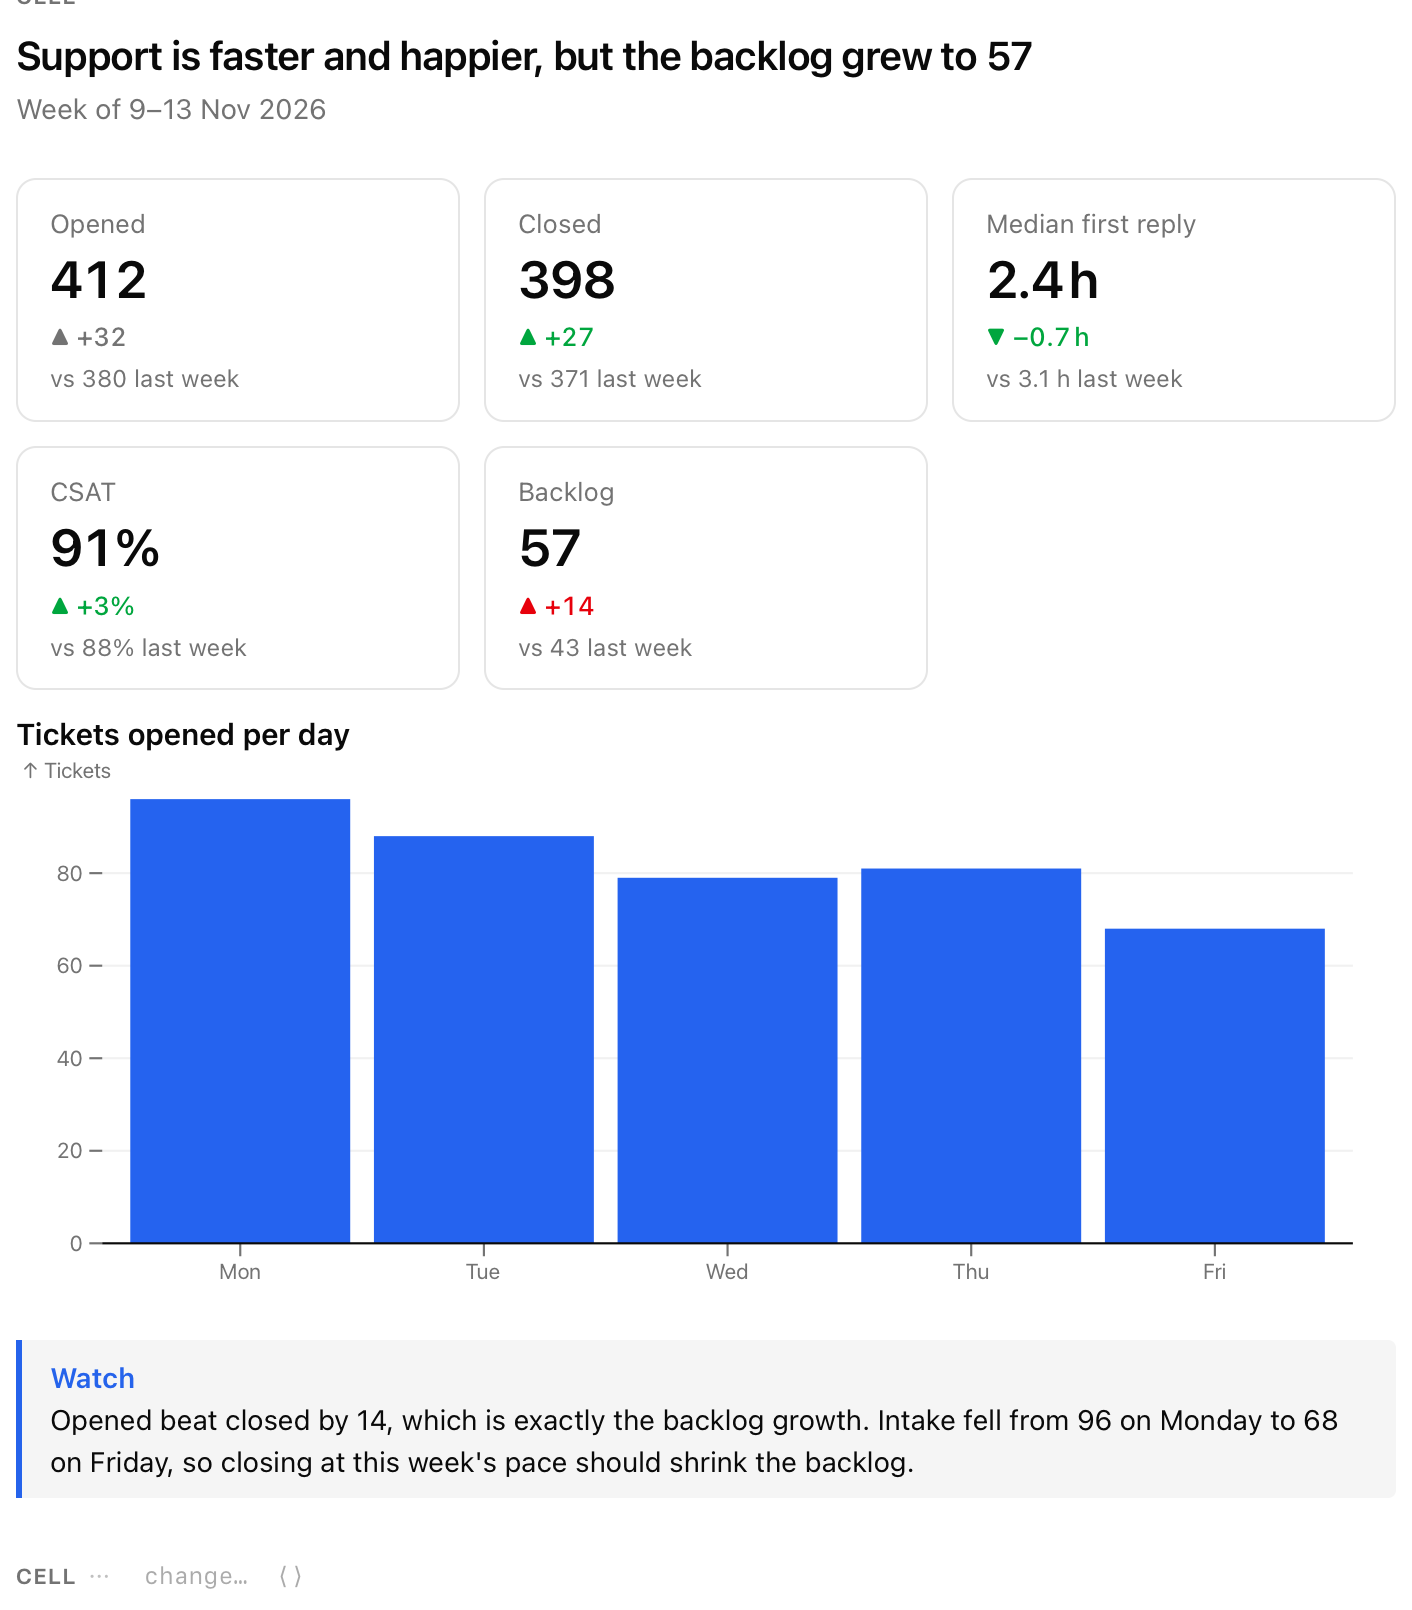 CELL
Support is faster and happier, but the backlog grew to 57
Week of 9–13 Nov 2026
Opened
412
▲ +32
vs 380 last week
Closed
398
▲ +27
vs 371 last week
Median first reply
2.4 h
▼ −0.7 h
vs 3.1 h last week
CSAT
91%
▲ +3%
vs 88% last week
Backlog
57
▲ +14
vs 43 last week
Tickets opened per day
↑ Tickets
80
60
40
20
0
Mon
Tue
Wed
Thu
Fri
Watch
Opened beat closed by 14, which is exactly the backlog growth. Intake fell from 96 on Monday to 68
on Friday, so closing at this week's pace should shrink the backlog.
CELL ··· change… ⟨ ⟩